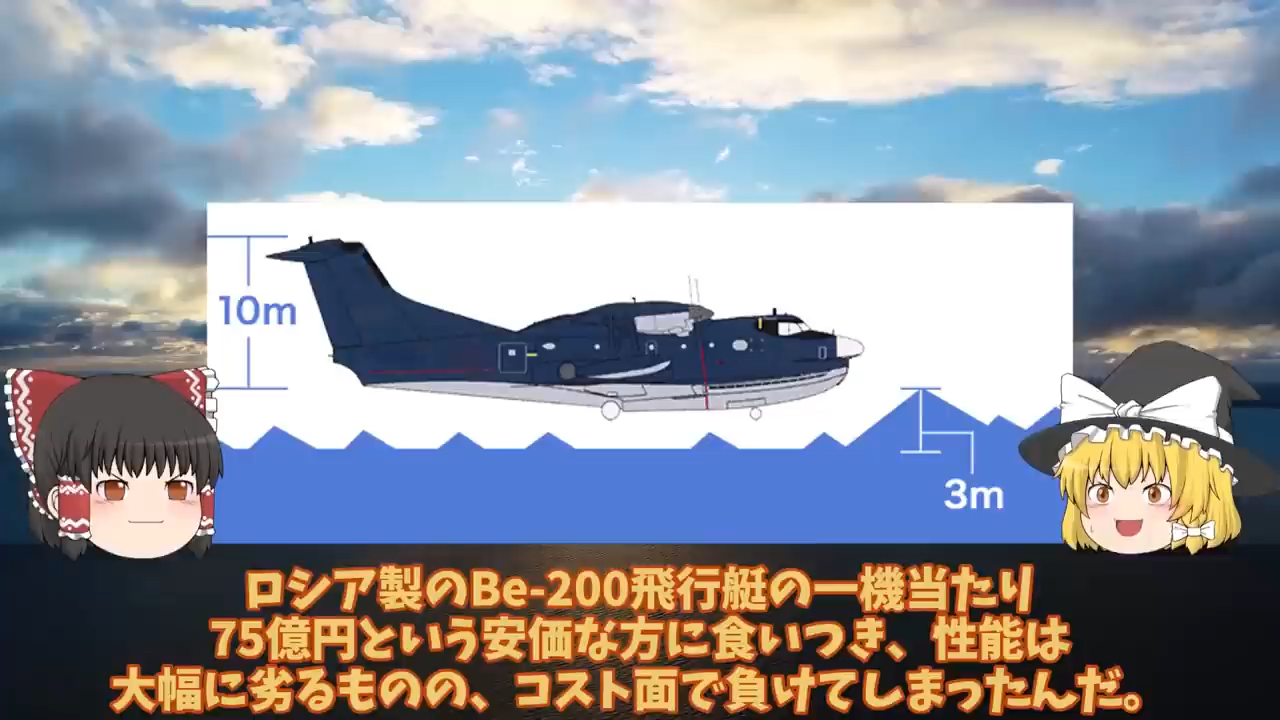 10m
3m
ロシア製のBe-200飛行艇の一機当たり
75億円という安価な方に食いつき、性能は
大幅に劣るものの、コスト面で負けてしまったんだ。